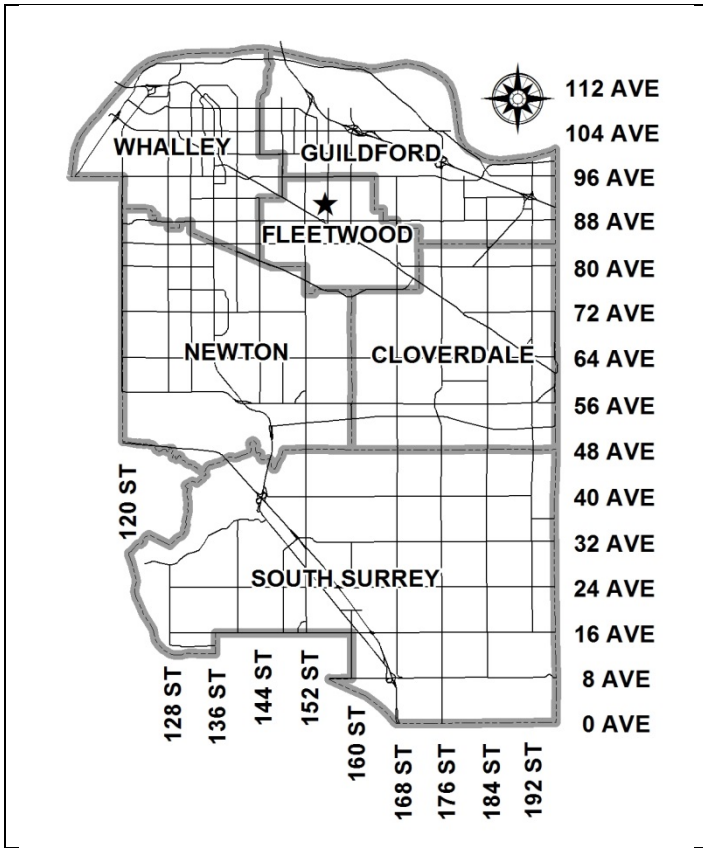 112 AVE
104 AVE
WHALLEY
GUILDFORD
96 AVE
88 AVE
FLEETWOOD
80 AVE
72 AVE
NEWTON
CLOVERDALE
64 AVE
56 AVE
48 AVE
120 ST
40 AVE
32 AVE
SOUTH SURREY
24 AVE
16 AVE
8 AVE
0 AVE
128 ST
136 ST
144 ST
152 ST
160 ST
168 ST
176 ST
184 ST
192 ST